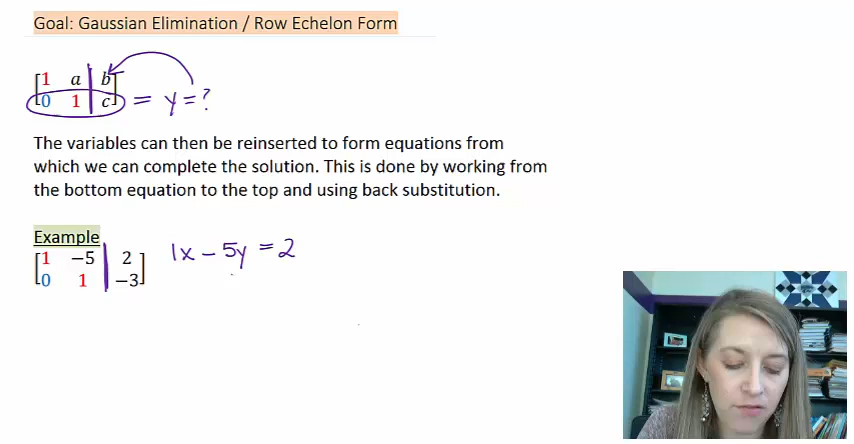 Goal: Gaussian Elimination / Row Echelon Form
[1 a | b]
[0 1 | c] = y = ?
The variables can then be reinserted to form equations from
which we can complete the solution. This is done by working from
the bottom equation to the top and using back substitution.
Example
[1 −5 | 2] 1x − 5y = 2
[0 1 | −3]